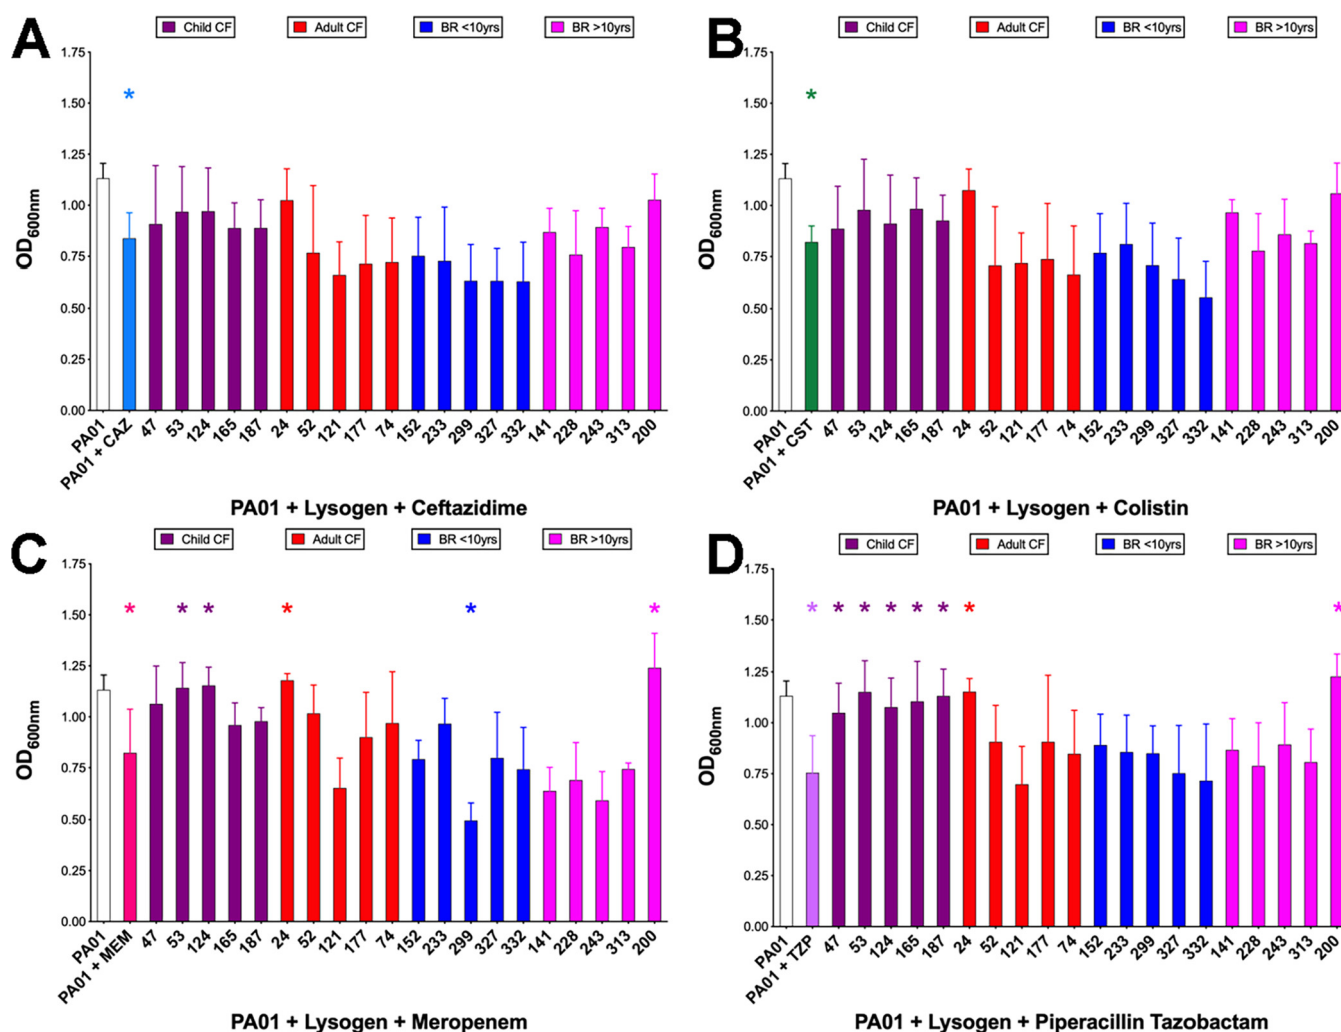 A
Child CF Adult CF BR <10yrs BR >10yrs
1.75
*
1.50
1.25
1.00
0.75
0.50
0.25
0.00
OD600nm
PA01 PA01 + CAZ 47 53 124 165 187 24 52 121 177 74 152 233 299 327 332 141 228 243 313 200
PA01 + Lysogen + Ceftazidime
B
Child CF Adult CF BR <10yrs BR >10yrs
1.75
*
1.50
1.25
1.00
0.75
0.50
0.25
0.00
OD600nm
PA01 PA01 + CST 47 53 124 165 187 24 52 121 177 74 152 233 299 327 332 141 228 243 313 200
PA01 + Lysogen + Colistin
C
Child CF Adult CF BR <10yrs BR >10yrs
1.75
* * * * * *
1.50
1.25
1.00
0.75
0.50
0.25
0.00
OD600nm
PA01 PA01 + MEM 47 53 124 165 187 24 52 121 177 74 152 233 299 327 332 141 228 243 313 200
PA01 + Lysogen + Meropenem
D
Child CF Adult CF BR <10yrs BR >10yrs
1.75
* * * * * * * *
1.50
1.25
1.00
0.75
0.50
0.25
0.00
OD600nm
PA01 PA01 + TZP 47 53 124 165 187 24 52 121 177 74 152 233 299 327 332 141 228 243 313 200
PA01 + Lysogen + Piperacillin Tazobactam